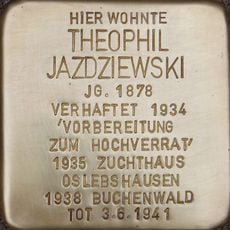 HIER WOHNTE
THEOPHIL
JAZDZIEWSKI
JG. 1878
VERHAFTET 1934
'VORBEREITUNG
ZUM HOCHVERRAT'
1935 ZUCHTHAUS
OSLEBSHAUSEN
1938 BUCHENWALD
TOT 3.6.1941